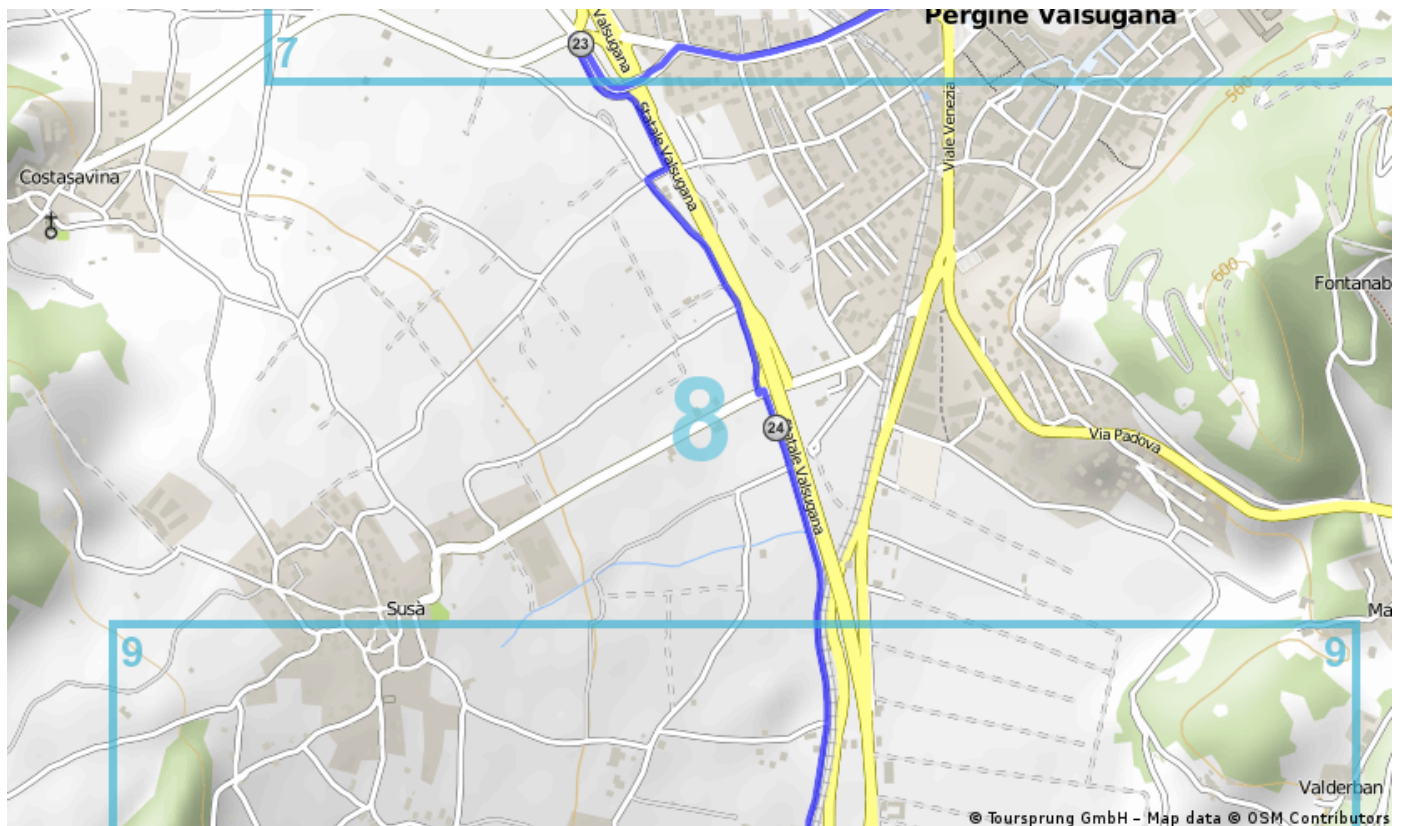 Pergine Valsugana
Valsugana
23
7
560
Statale Valsugana
Viale Venezia
Costasavina
600
Fontanab
8
24
Statale Valsugana
Via Padova
Susà
Ma
9
9
Valderban
© Toursprung GmbH – Map data © OSM Contributors